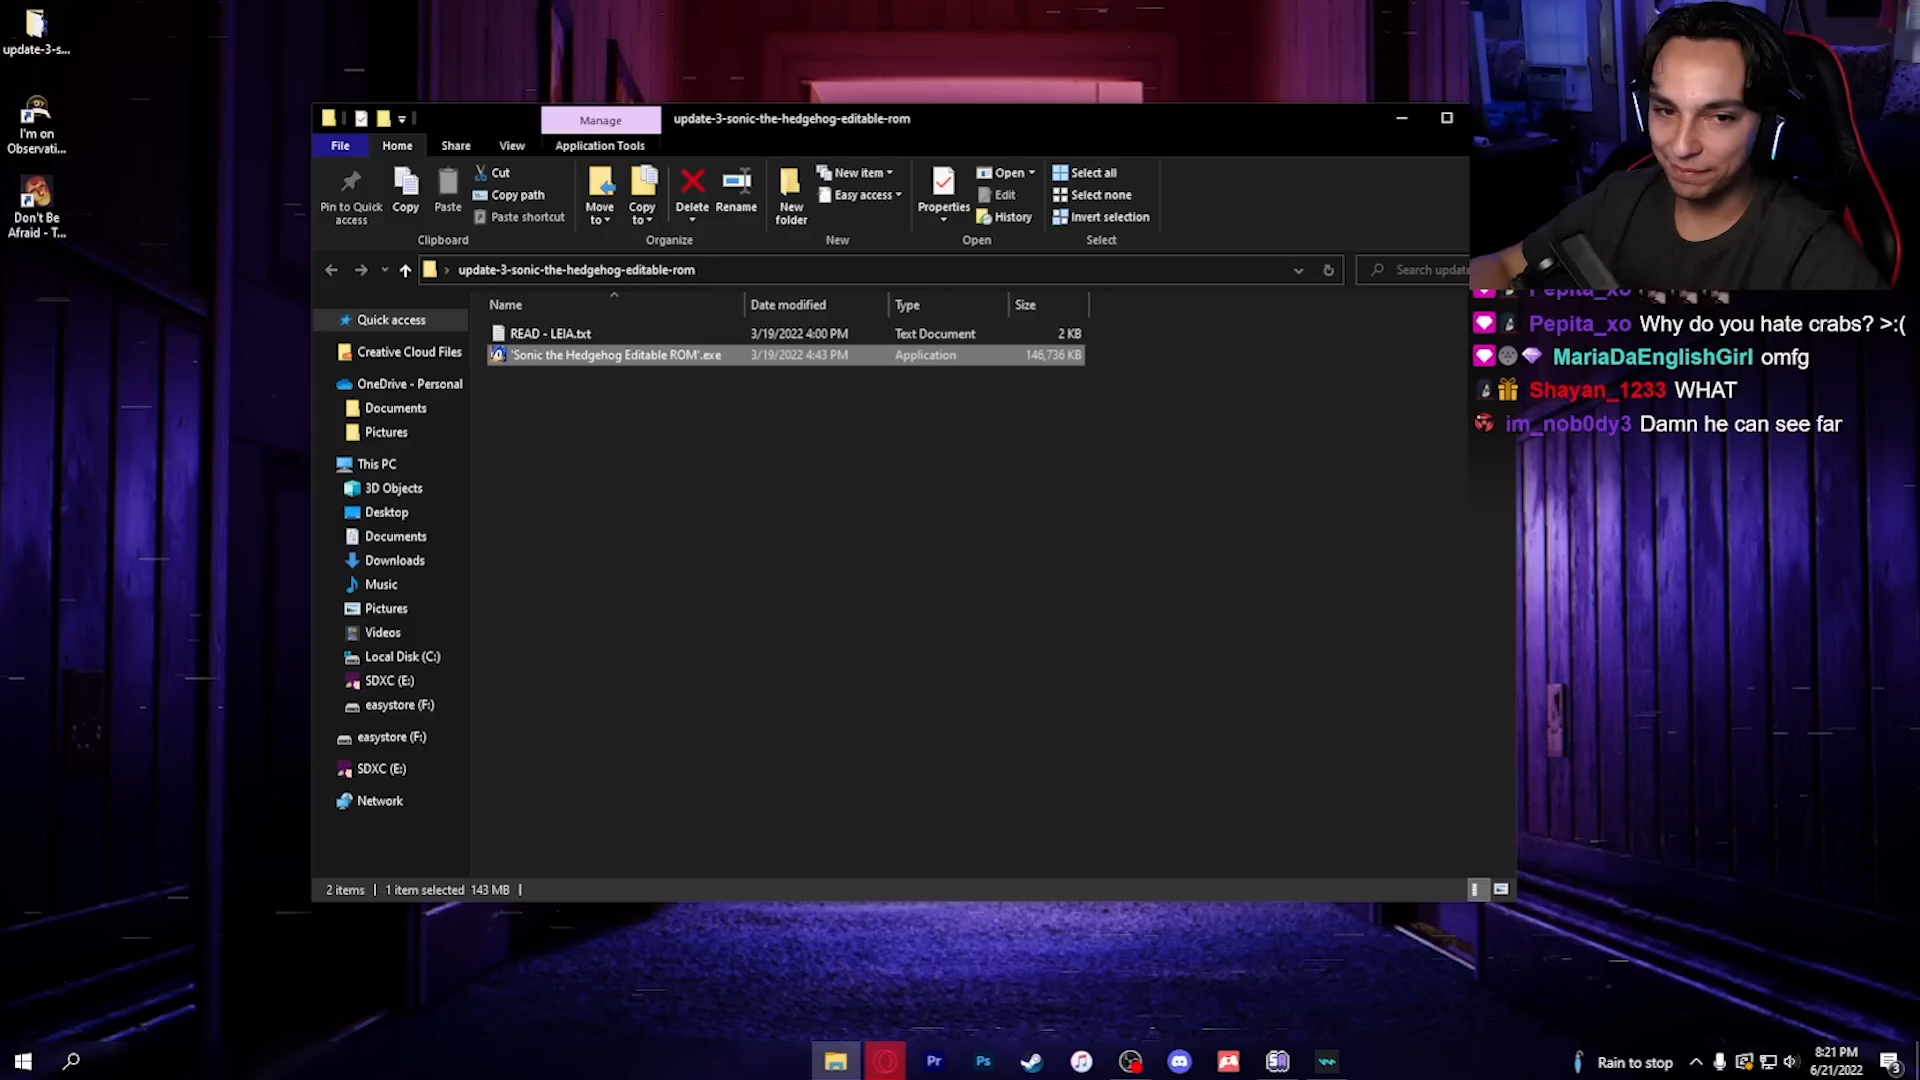 update-3-s...
I'm on
Observati...
Don't Be
Afraid - T...
Manage
update-3-sonic-the-hedgehog-editable-rom
File
Home
Share
View
Application Tools
Pin to Quick
access
Copy
Paste
Cut
Copy path
Paste shortcut
Clipboard
Move
to
Copy
to
Delete
Rename
Organize
New
folder
New item
Easy access
New
Properties
Open
Edit
History
Open
Select all
Select none
Invert selection
Select
update-3-sonic-the-hedgehog-editable-rom
Search update
Name
Date modified
Type
Size
READ - LEIA.txt
3/19/2022 4:00 PM
Text Document
2 KB
'Sonic the Hedgehog Editable ROM'.exe
3/19/2022 4:43 PM
Application
146,736 KB
Quick access
Creative Cloud Files
OneDrive - Personal
Documents
Pictures
This PC
3D Objects
Desktop
Documents
Downloads
Music
Pictures
Videos
Local Disk (C:)
SDXC (E:)
easystore (F:)
easystore (F:)
SDXC (E:)
Network
2 items
1 item selected 143 MB
Pepita_xo
Pepita_xo Why do you hate crabs? >:(
MariaDaEnglishGirl omfg
Shayan_1233 WHAT
im_nob0dy3 Damn he can see far
Pr
Ps
Rain to stop
8:21 PM
6/21/2022
3